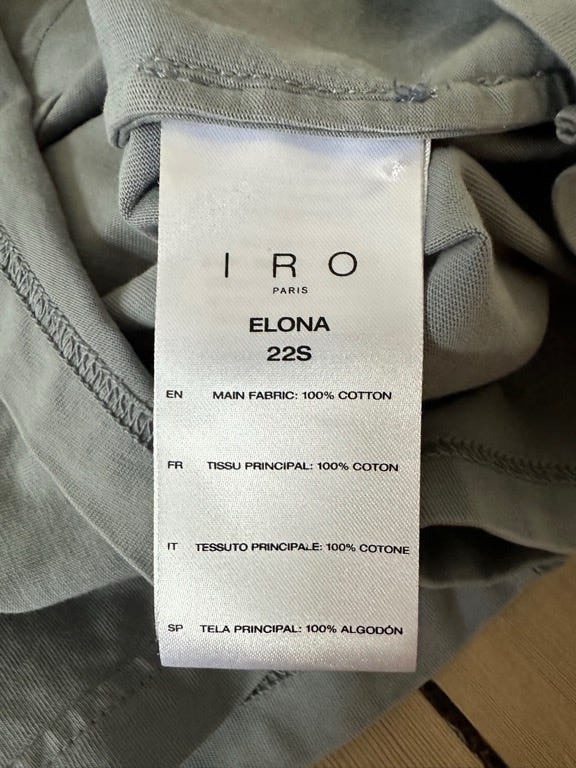 IRO
PARIS
ELONA
22S
EN MAIN FABRIC: 100% COTTON
FR TISSU PRINCIPAL: 100% COTON
IT TESSUTO PRINCIPALE: 100% COTONE
SP TELA PRINCIPAL: 100% ALGODÓN